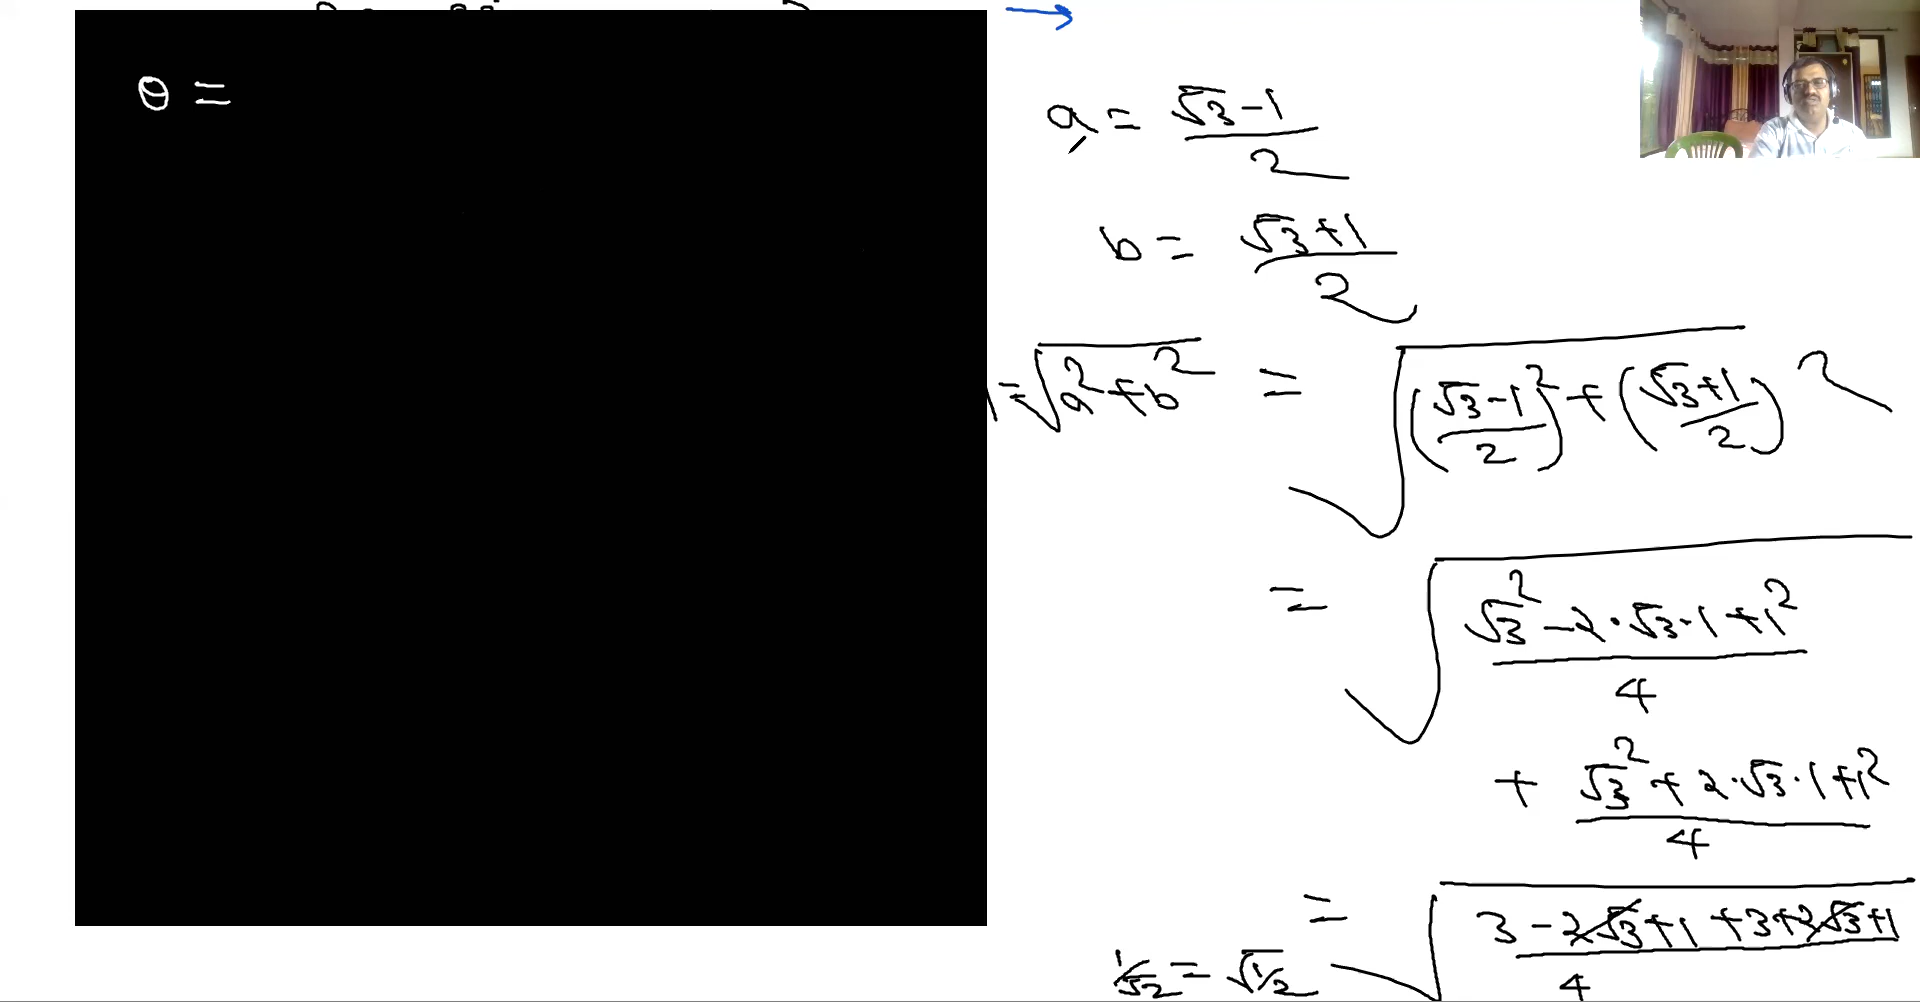 θ =
a = √3-1/2
b = √3+1/2
= √a²+b² = √(√3-1/2)²+(√3+1/2)²
= √√3²-2·√3·1+1²/4
+ √3²+2·√3·1+1²/4
= √3-2√3+1+3+2√3+1/4
1/√2 = √1/2